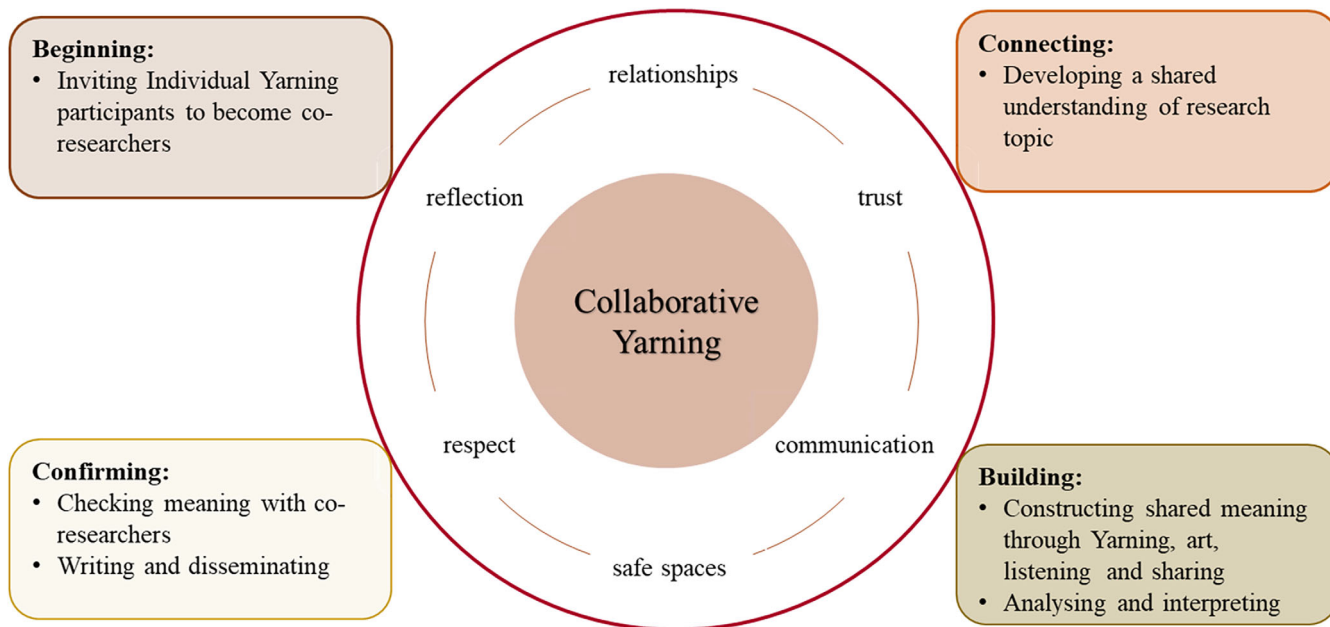 Beginning:
• Inviting Individual Yarning
participants to become co-
researchers
Connecting:
• Developing a shared
understanding of research
topic
relationships
reflection
trust
Collaborative
Yarning
respect
communication
safe spaces
Confirming:
• Checking meaning with co-
researchers
• Writing and disseminating
Building:
• Constructing shared meaning
through Yarning, art,
listening and sharing
• Analysing and interpreting